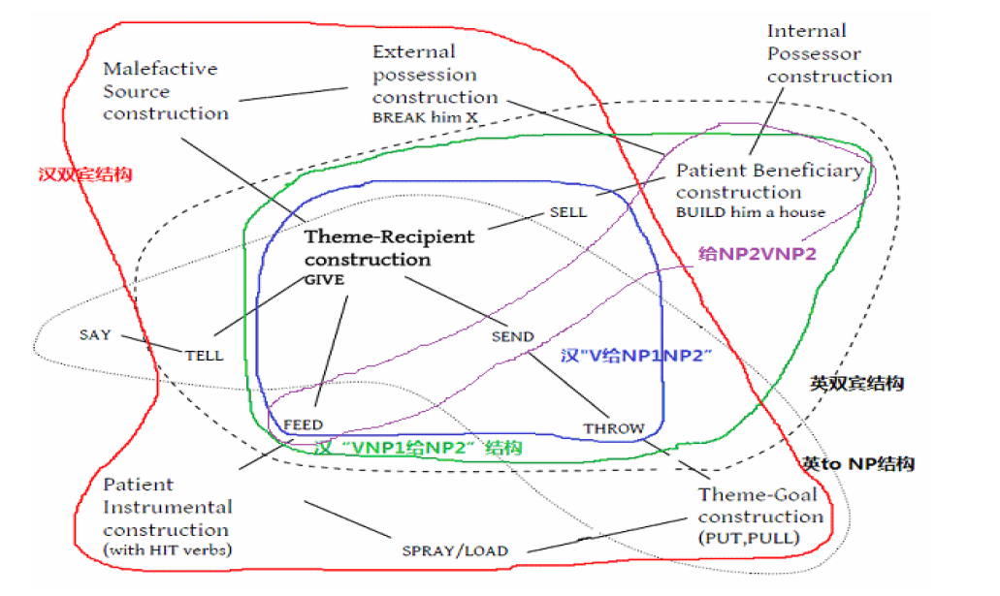 Internal
Possessor
construction
External
possession
construction
BREAK him X
Malefactive
Source
construction
汉双宾结构
Patient Beneficiary
construction
BUILD him a house
SELL
Theme-Recipient
construction
GIVE
给NP2VNP2
SAY
TELL
SEND
汉"V给NP1NP2"
英双宾结构
FEED
THROW
汉“VNP1给NP2”结构
英to NP结构
Patient
Instrumental
construction
(with HIT verbs)
Theme-Goal
construction
(PUT,PULL)
SPRAY/LOAD